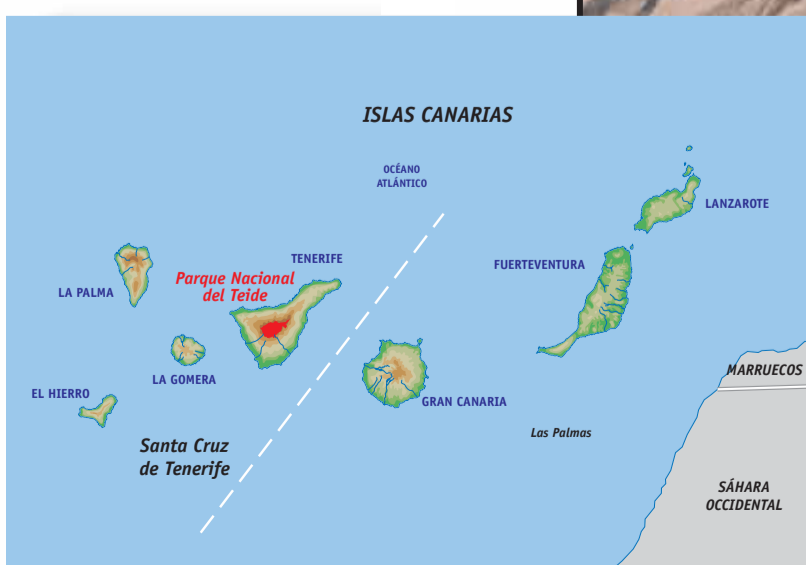 ISLAS CANARIAS
OCÉANO
ATLÁNTICO
LANZAROTE
TENERIFE
FUERTEVENTURA
Parque Nacional
del Teide
LA PALMA
MARRUECOS
LA GOMERA
EL HIERRO
GRAN CANARIA
Las Palmas
Santa Cruz
de Tenerife
SÁHARA
OCCIDENTAL